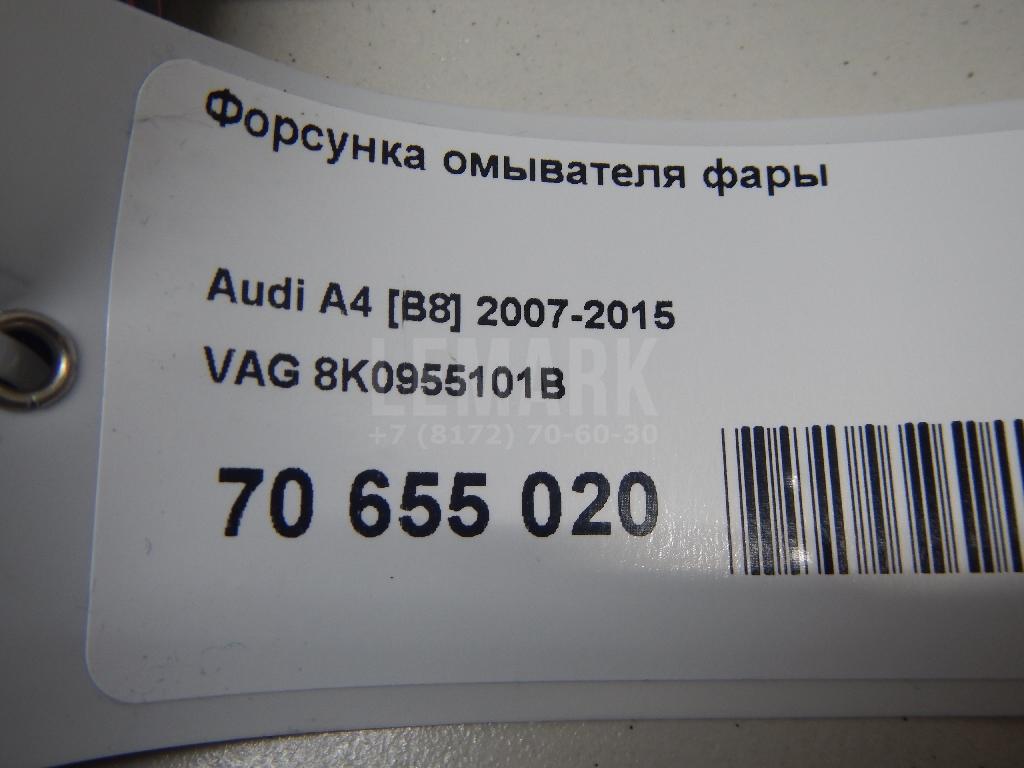 Форсунка омывателя фары
Audi A4 [B8] 2007-2015
VAG 8K0955101B
LEMARK
+7 (8172) 70-60-30
70 655 020